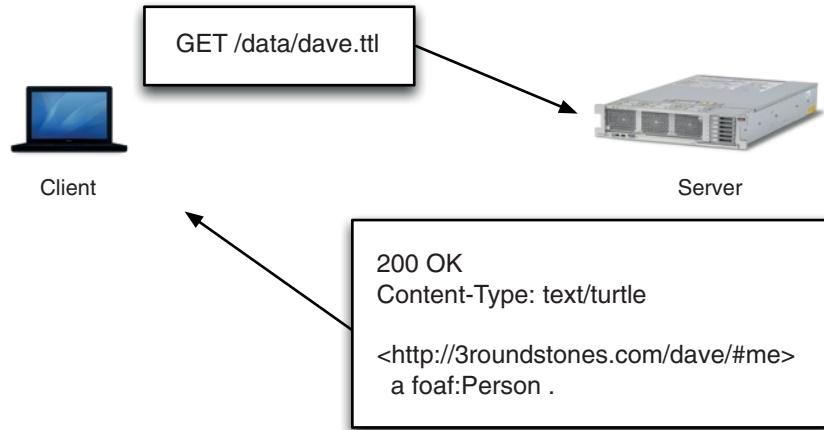 GET /data/dave.ttl
Client
Server
200 OK
Content-Type: text/turtle
<http://3roundstones.com/dave/#me>
a foaf:Person .